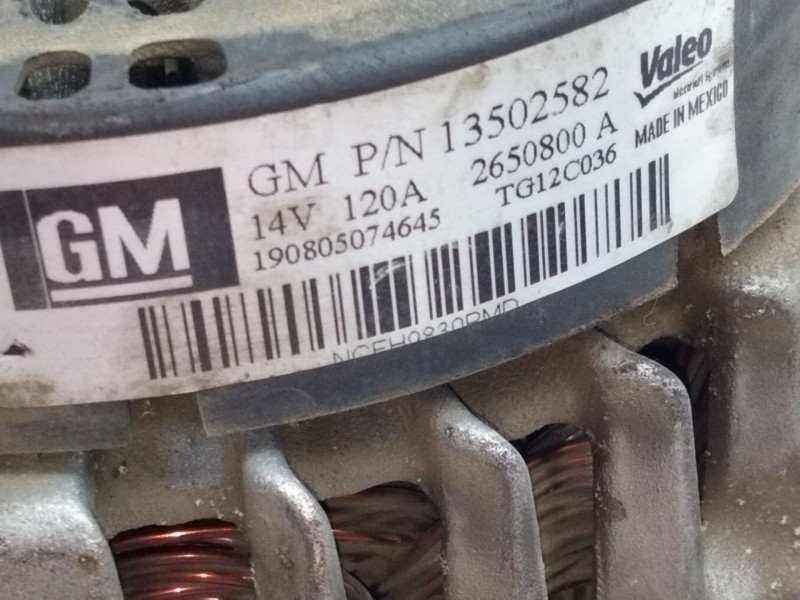 GM
GM P/N 13502582
14V 120A 2650800 A
190805074645 TG12C036
Valeo
MADE IN MEXICO